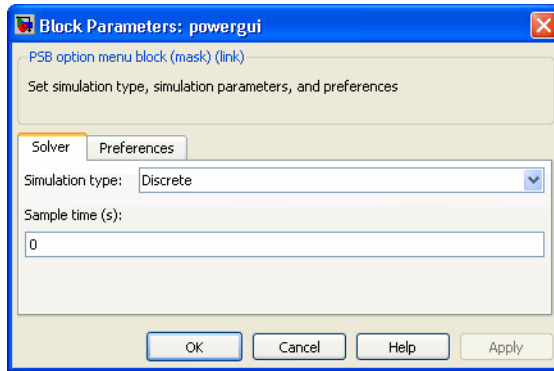 Block Parameters: powergui
PSB option menu block (mask) (link)
Set simulation type, simulation parameters, and preferences
Solver Preferences
Simulation type: Discrete
Sample time (s):
0
OK Cancel Help Apply